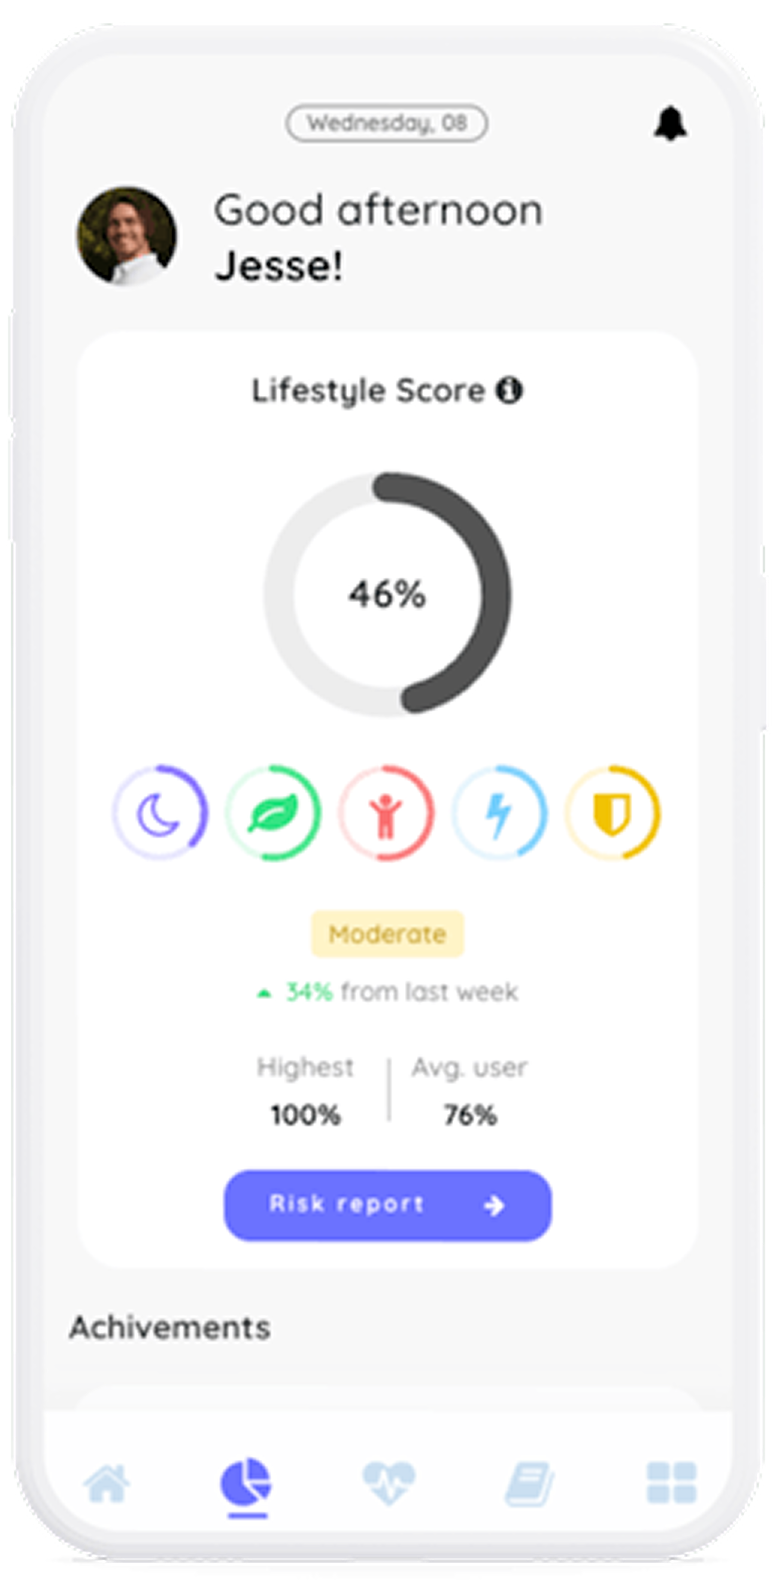 Wednesday, 08
Good afternoon
Jesse!
Lifestyle Score
46%
Moderate
34% from last week
Highest
Avg. user
100%
76%
Risk report
Achivements